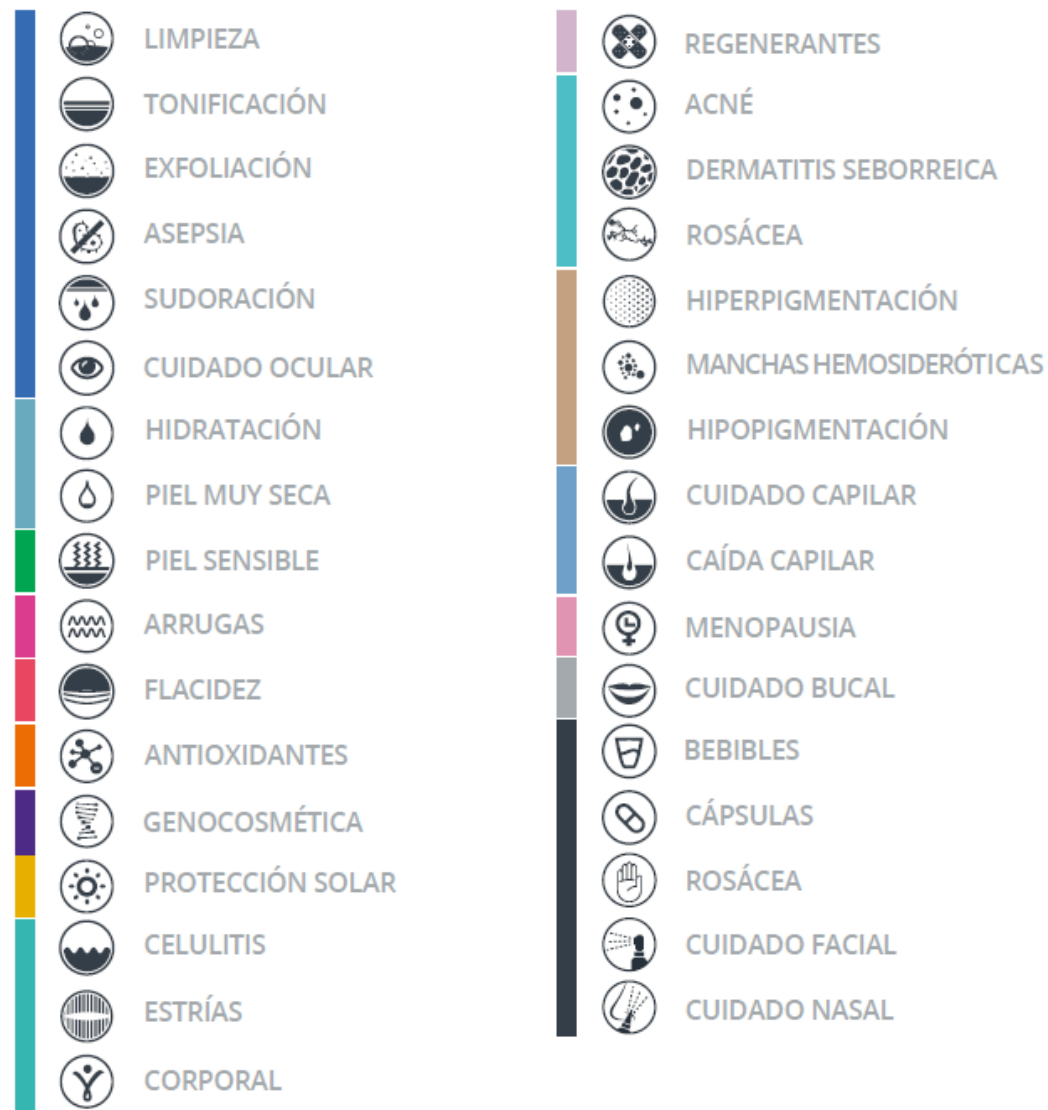 LIMPIEZA
TONIFICACIÓN
EXFOLIACIÓN
ASEPSIA
SUDORACIÓN
CUIDADO OCULAR
HIDRATACIÓN
PIEL MUY SECA
PIEL SENSIBLE
ARRUGAS
FLACIDEZ
ANTIOXIDANTES
GENOCOSMÉTICA
PROTECCIÓN SOLAR
CELULITIS
ESTRÍAS
CORPORAL
REGENERANTES
ACNÉ
DERMATITIS SEBORREICA
ROSÁCEA
HIPERPIGMENTACIÓN
MANCHAS HEMOSIDERÓTICAS
HIPOPIGMENTACIÓN
CUIDADO CAPILAR
CAÍDA CAPILAR
MENOPAUSIA
CUIDADO BUCAL
BEBIBLES
CÁPSULAS
ROSÁCEA
CUIDADO FACIAL
CUIDADO NASAL